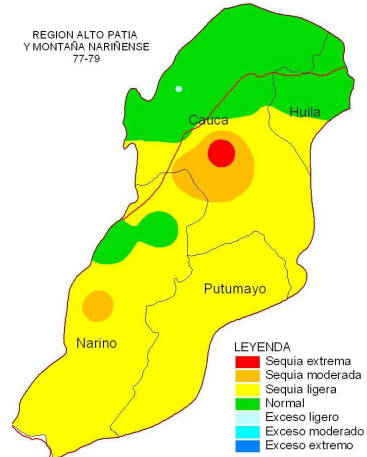 REGION ALTO PATIA
Y MONTAÑA NARIÑENSE
77-79
Cauca
Huila
Putumayo
Narino
LEYENDA
Sequia extrema
Sequia moderada
Sequia ligera
Normal
Exceso ligero
Exceso moderado
Exceso extremo